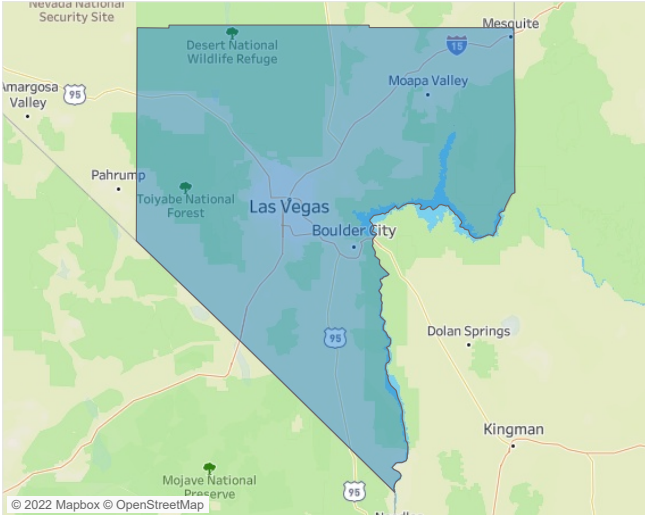 Nevada National
Security Site
Mesquite
Desert National
Wildlife Refuge
15
Moapa Valley
Amargosa
Valley
95
Pahrump
Toiyabe National
Forest
Las Vegas
Boulder City
95
Dolan Springs
Kingman
Mojave National
Preserve
95
© 2022 Mapbox © OpenStreetMap